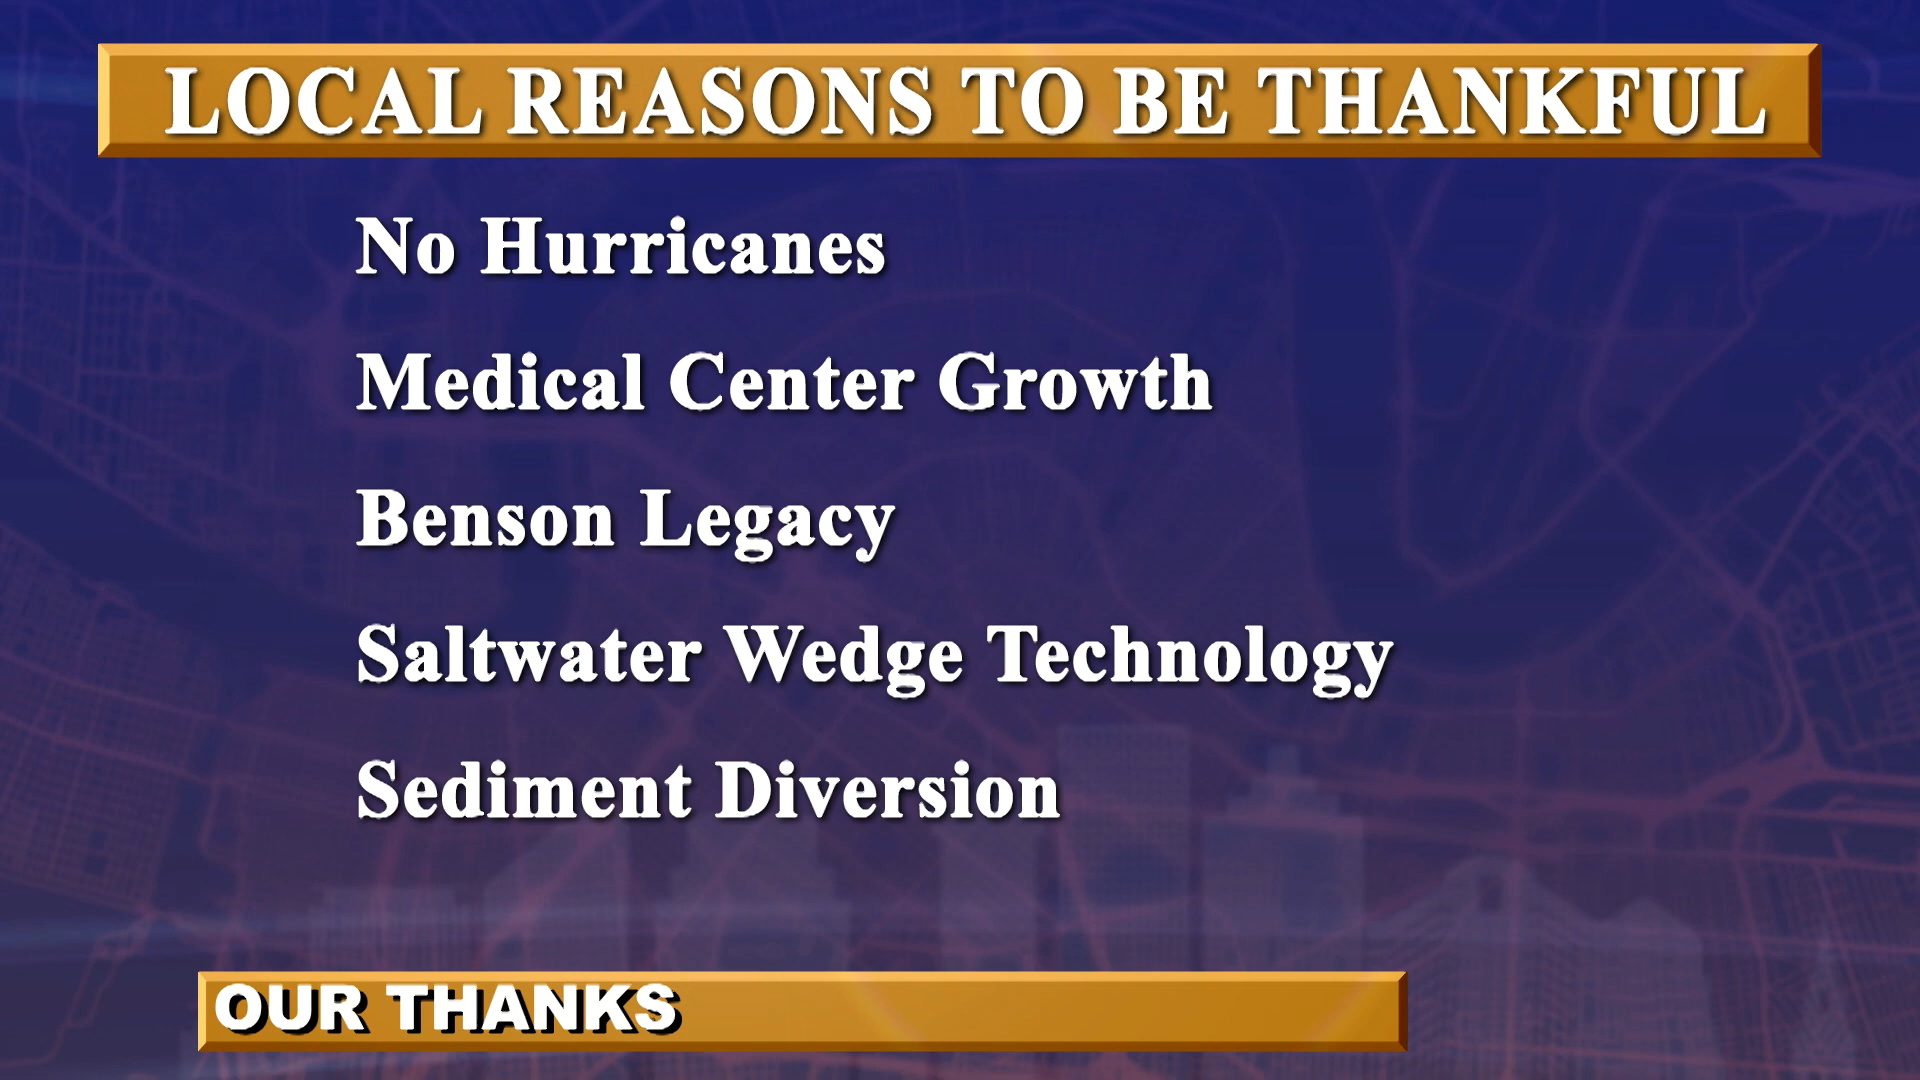 LOCAL REASONS TO BE THANKFUL
No Hurricanes
Medical Center Growth
Benson Legacy
Saltwater Wedge Technology
Sediment Diversion
OUR THANKS